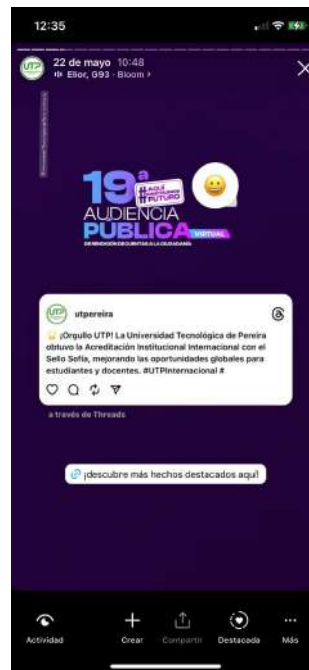 12:35
UTP
22 de mayo 10:48
Elior, G93 · Bloom >
19ª
#AQUÍ
CONSTRUIMOS
FUTURO
AUDIENCIA
PÚBLICA VIRTUAL
DE RENDICIÓN DE CUENTAS A LA CIUDADANÍA
utpereira
¡Orgullo UTP! La Universidad Tecnológica de Pereira
obtuvo la Acreditación Institucional Internacional con el
Sello Sofía, mejorando las oportunidades globales para
estudiantes y docentes. #UTPInternacional #
a través de Threads
¡descubre más hechos destacados aquí!
Actividad
Crear
Compartir
Destacada
Más